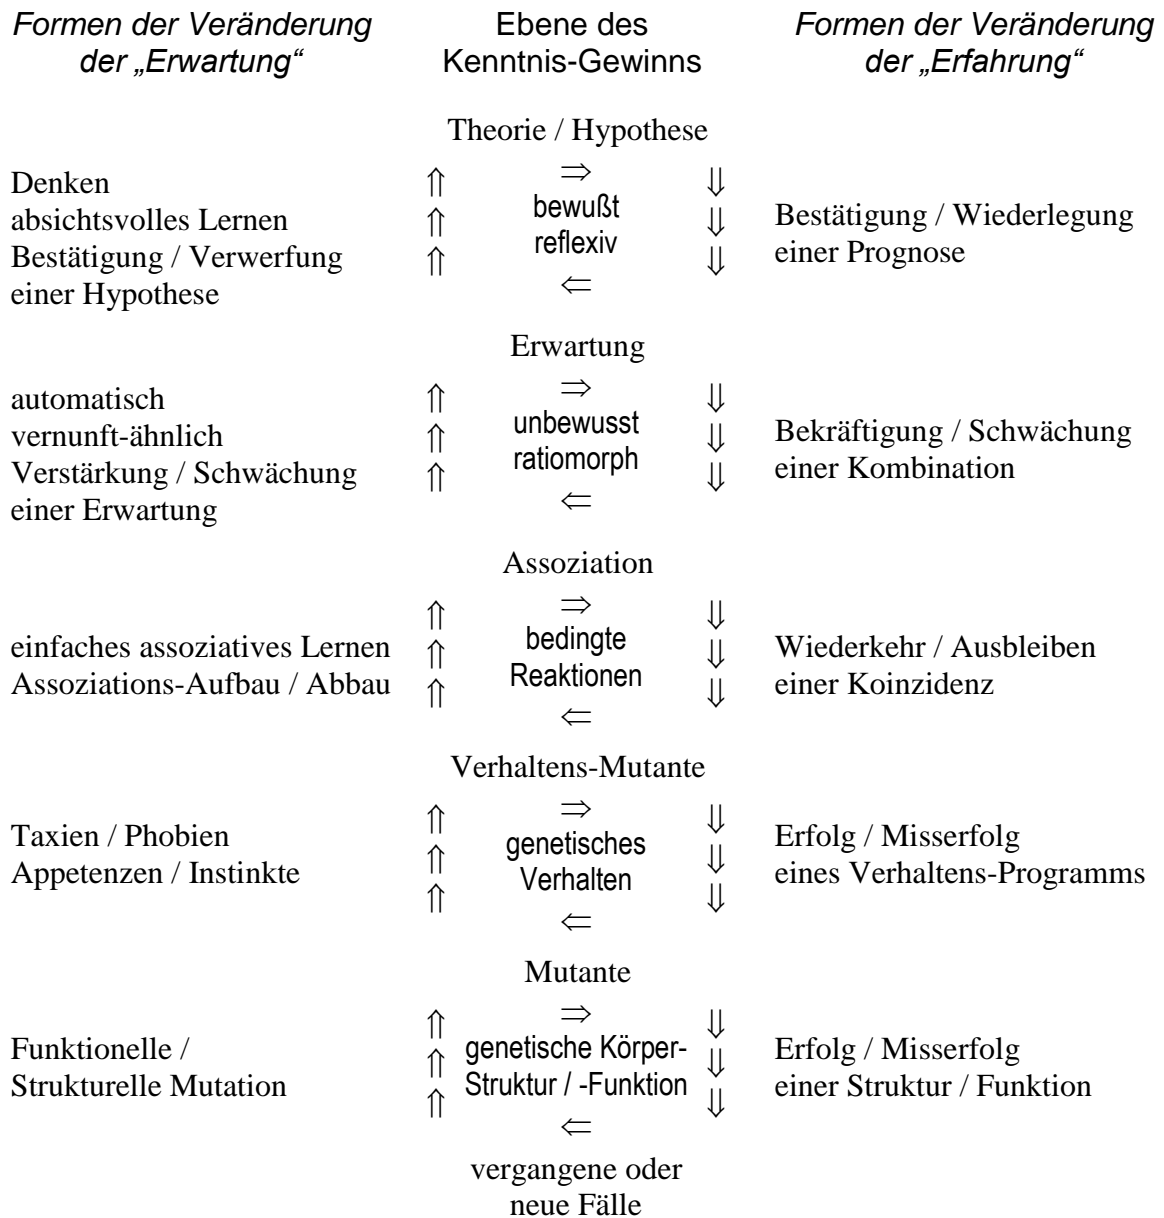 Formen der Veränderung
der „Erwartung“
Ebene des
Kenntnis-Gewinns
Formen der Veränderung
der „Erfahrung“
Theorie / Hypothese
Denken
absichtsvolles Lernen
Bestätigung / Verwerfung
einer Hypothese
⇑ ⇒ ⇓
⇑ bewußt ⇓
⇑ reflexiv ⇓
⇐
Bestätigung / Wiederlegung
einer Prognose
Erwartung
automatisch
vernunft-ähnlich
Verstärkung / Schwächung
einer Erwartung
⇑ ⇒ ⇓
⇑ unbewusst ⇓
⇑ ratiomorph ⇓
⇐
Bekräftigung / Schwächung
einer Kombination
Assoziation
einfaches assoziatives Lernen
Assoziations-Aufbau / Abbau
⇑ ⇒ ⇓
⇑ bedingte ⇓
⇑ Reaktionen ⇓
⇐
Wiederkehr / Ausbleiben
einer Koinzidenz
Verhaltens-Mutante
Taxien / Phobien
Appetenzen / Instinkte
⇑ ⇒ ⇓
⇑ genetisches ⇓
⇑ Verhalten ⇓
⇐
Erfolg / Misserfolg
eines Verhaltens-Programms
Mutante
Funktionelle /
Strukturelle Mutation
⇑ ⇒ ⇓
⇑ genetische Körper- ⇓
⇑ Struktur / -Funktion ⇓
⇐
Erfolg / Misserfolg
einer Struktur / Funktion
vergangene oder
neue Fälle